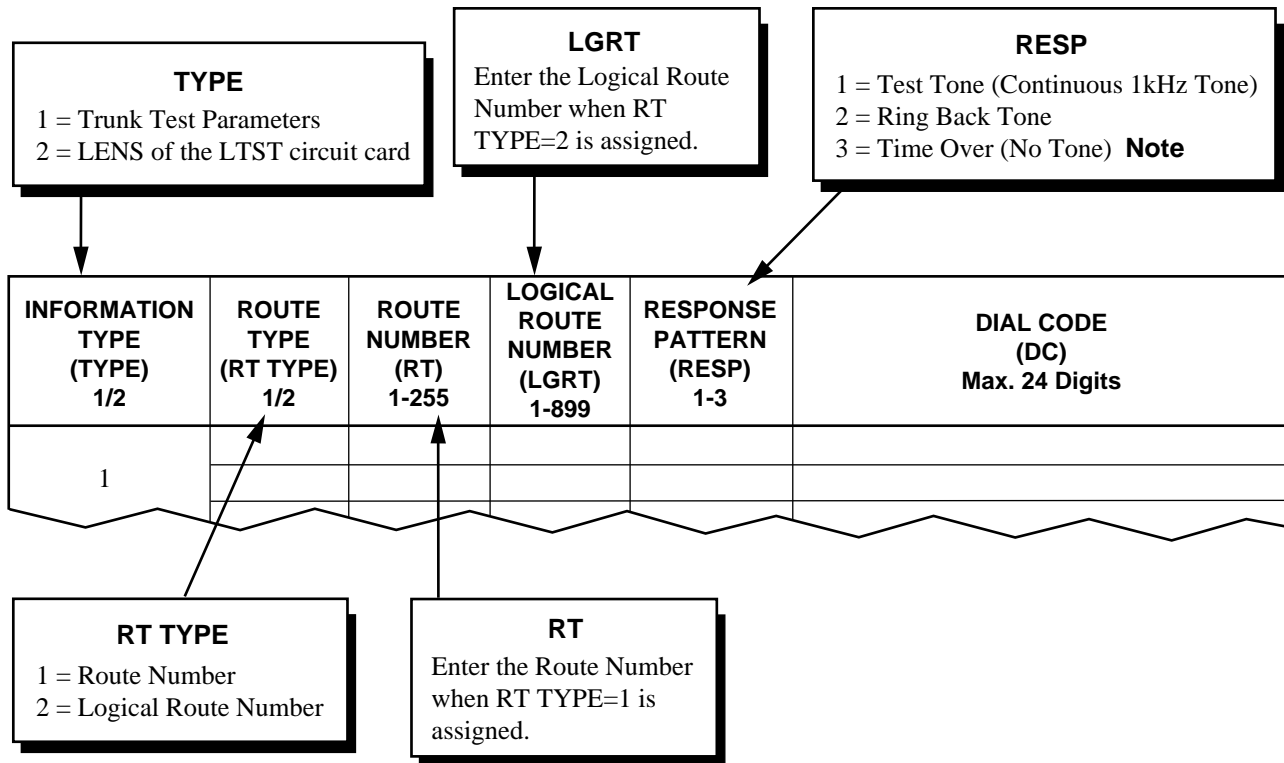 TYPE
1 = Trunk Test Parameters
2 = LENS of the LTST circuit card
LGRT
Enter the Logical Route
Number when RT
TYPE=2 is assigned.
RESP
1 = Test Tone (Continuous 1kHz Tone)
2 = Ring Back Tone
3 = Time Over (No Tone) Note
INFORMATION
TYPE
(TYPE)
1/2
ROUTE
TYPE
(RT TYPE)
1/2
ROUTE
NUMBER
(RT)
1-255
LOGICAL
ROUTE
NUMBER
(LGRT)
1-899
RESPONSE
PATTERN
(RESP)
1-3
DIAL CODE
(DC)
Max. 24 Digits
1
RT TYPE
1 = Route Number
2 = Logical Route Number
RT
Enter the Route Number
when RT TYPE=1 is
assigned.